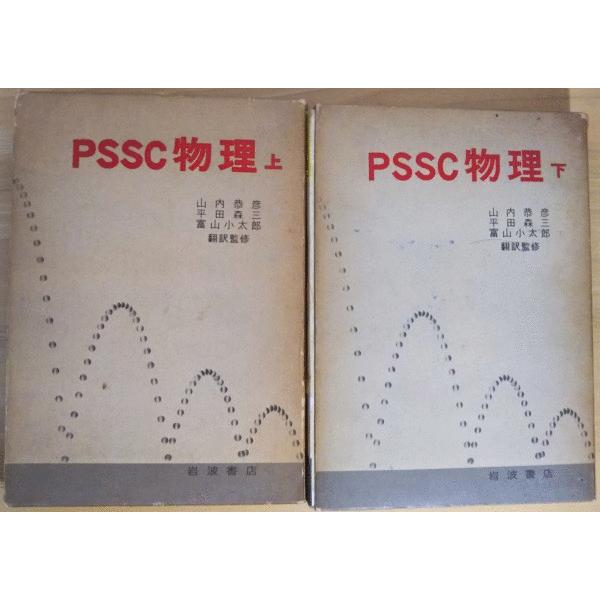 PSSC物理 上
山内恭彦
平田森三
富山小太郎
翻訳監修
岩波書店
PSSC物理 下
山内恭彦
平田森三
富山小太郎
翻訳監修
岩波書店